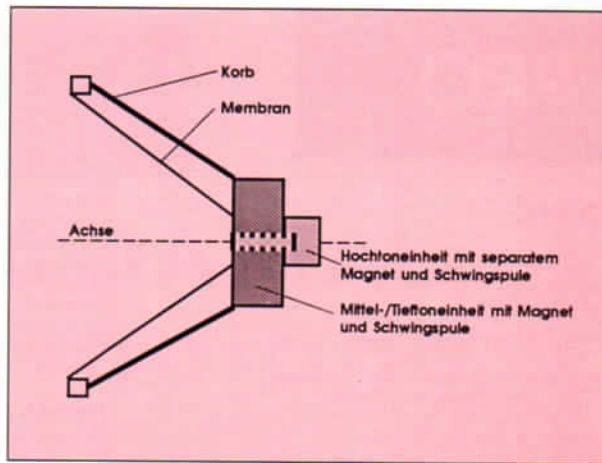 Korb
Membran
Achse
Hochtoneinheit mit separatem
Magnet und Schwingspule
Mittel-/Tieftoneinheit mit Magnet
und Schwingspule